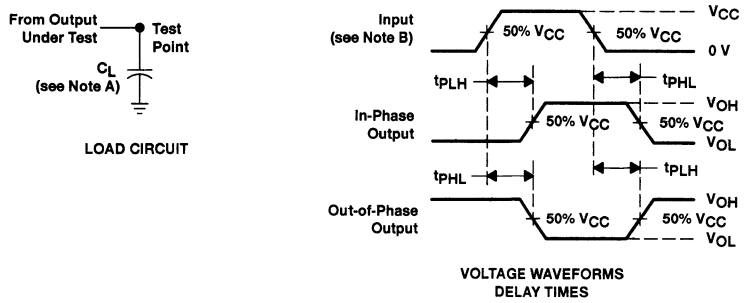 From Output
Under Test
Test
Point
CL
(see Note A)
LOAD CIRCUIT
Input
(see Note B)
50% VCC
50% VCC
VCC
0 V
tPLH
tPHL
In-Phase
Output
50% VCC
50% VCC
VOH
VOL
tPHL
tPLH
Out-of-Phase
Output
50% VCC
50% VCC
VOH
VOL
VOLTAGE WAVEFORMS
DELAY TIMES